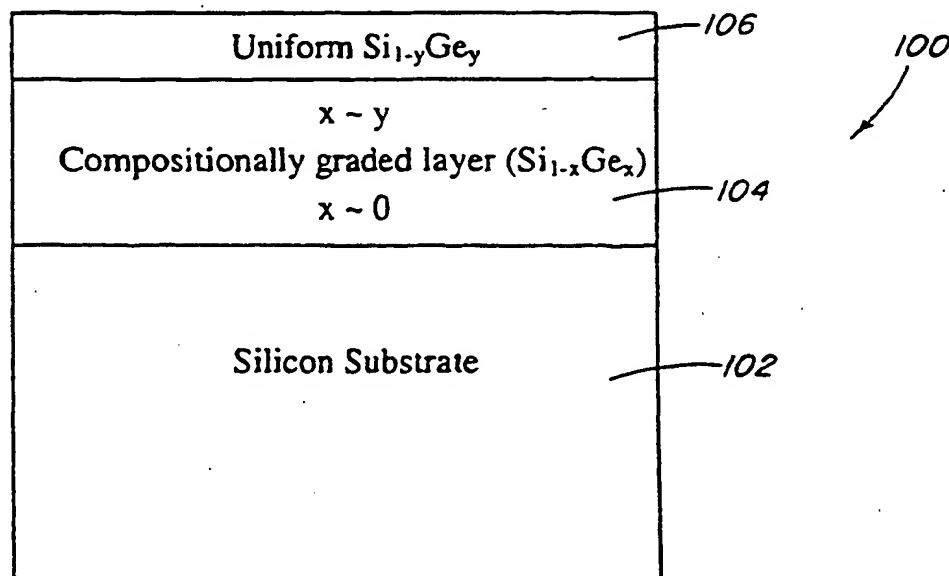 Uniform Si₁₋yGey
106
100
x ~ y
Compositionally graded layer (Si₁₋ₓGeₓ)
104
x ~ 0
Silicon Substrate
102